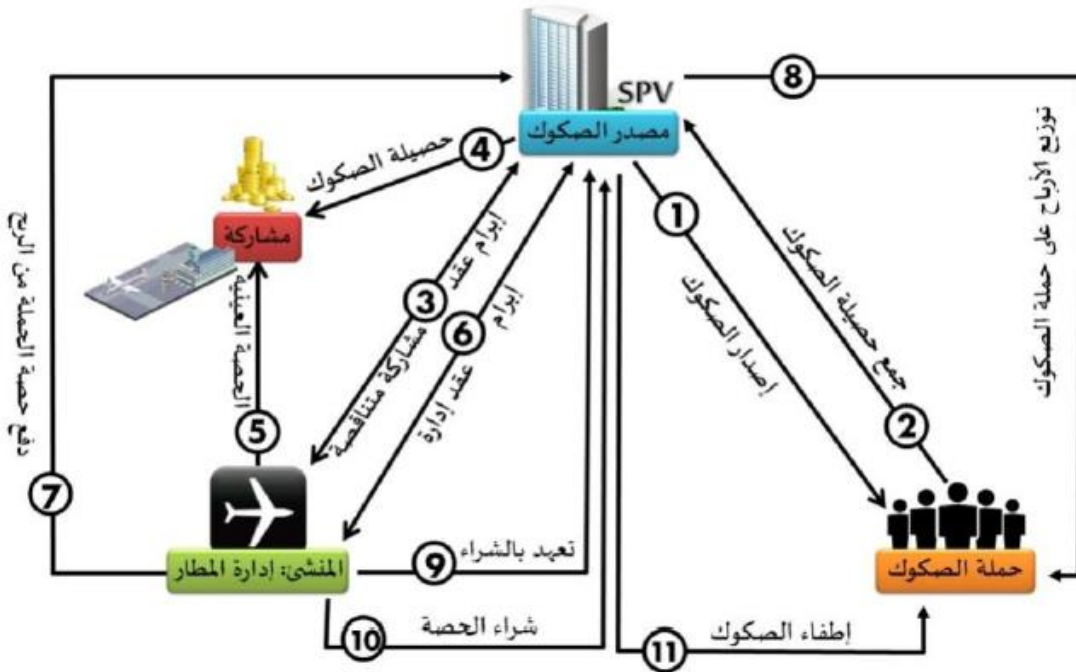 SPV
مصدر الصكوك
8
توزيع الأرباح على حملة الصكوك
حصيلة الصكوك
4
مشاركة
1
إصدار الصكوك
جمع حصيلة الصكوك
2
إبرام عقد
3
مشاركة متناقصة
إبرام
6
عقد إدارة
الحصة العينيه
5
دفع حصة الحملة من الربح
7
المنشئ: إدارة المطار
تعهد بالشراء
9
شراء الحصة
10
إطفاء الصكوك
11
حملة الصكوك